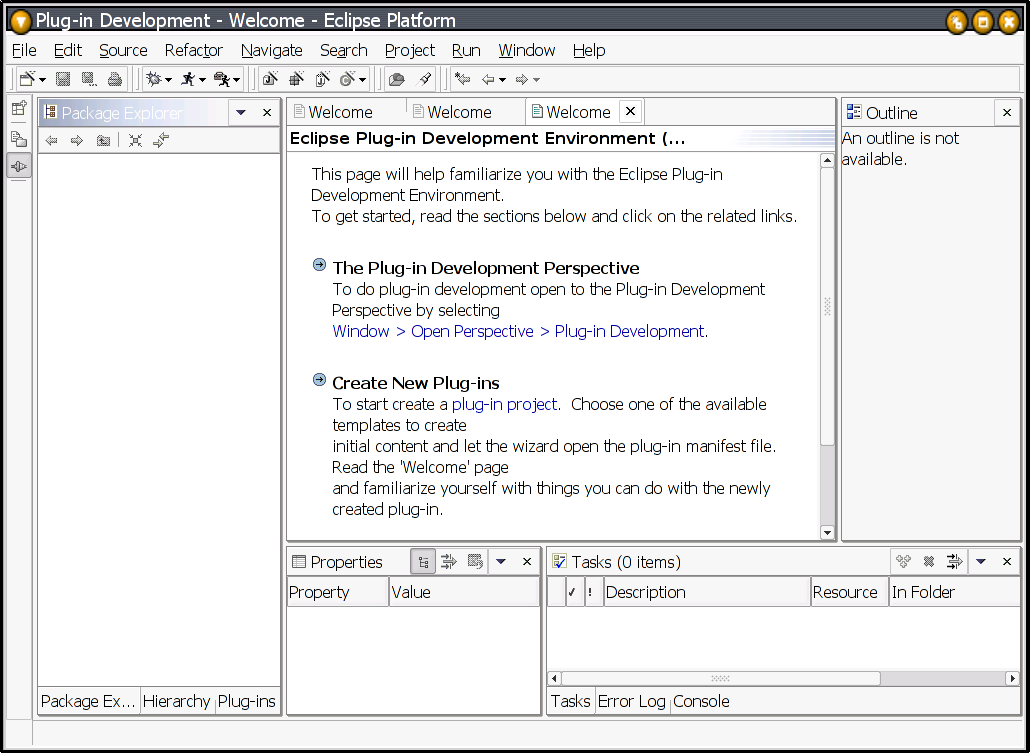 Plug-in Development - Welcome - Eclipse Platform
File Edit Source Refactor Navigate Search Project Run Window Help
Package Explorer
Welcome Welcome Welcome
Outline
Eclipse Plug-in Development Environment (...
An outline is not
available.
This page will help familiarize you with the Eclipse Plug-in
Development Environment.
To get started, read the sections below and click on the related links.
The Plug-in Development Perspective
To do plug-in development open to the Plug-in Development
Perspective by selecting
Window > Open Perspective > Plug-in Development.
Create New Plug-ins
To start create a plug-in project.  Choose one of the available
templates to create
initial content and let the wizard open the plug-in manifest file.
Read the 'Welcome' page
and familiarize yourself with things you can do with the newly
created plug-in.
Properties
Property Value
Tasks (0 items)
✓ ! Description Resource In Folder
Package Ex... Hierarchy Plug-ins
Tasks Error Log Console